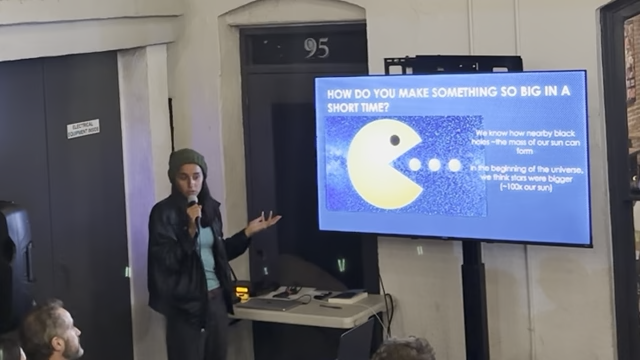 95
ELECTRICAL
EQUIPMENT INSIDE
HOW DO YOU MAKE SOMETHING SO BIG IN A
SHORT TIME?
We know how nearby black
holes ~the mass of our sun can
form
In the beginning of the universe,
we think stars were bigger
(~100x our sun)